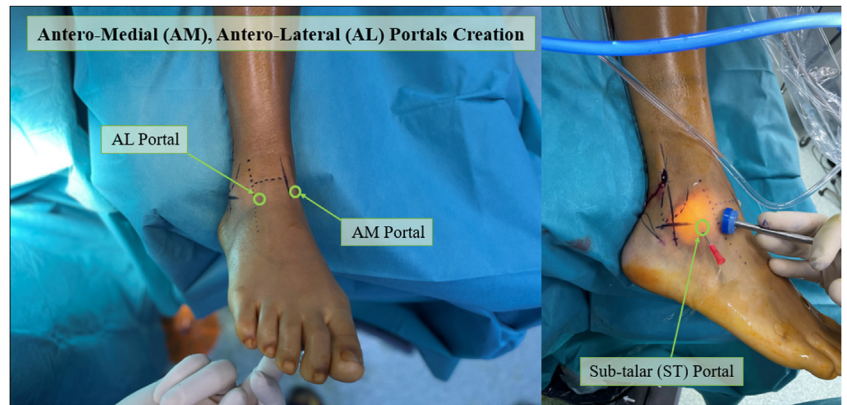 Antero-Medial (AM), Antero-Lateral (AL) Portals Creation
AL Portal
AM Portal
Sub-talar (ST) Portal